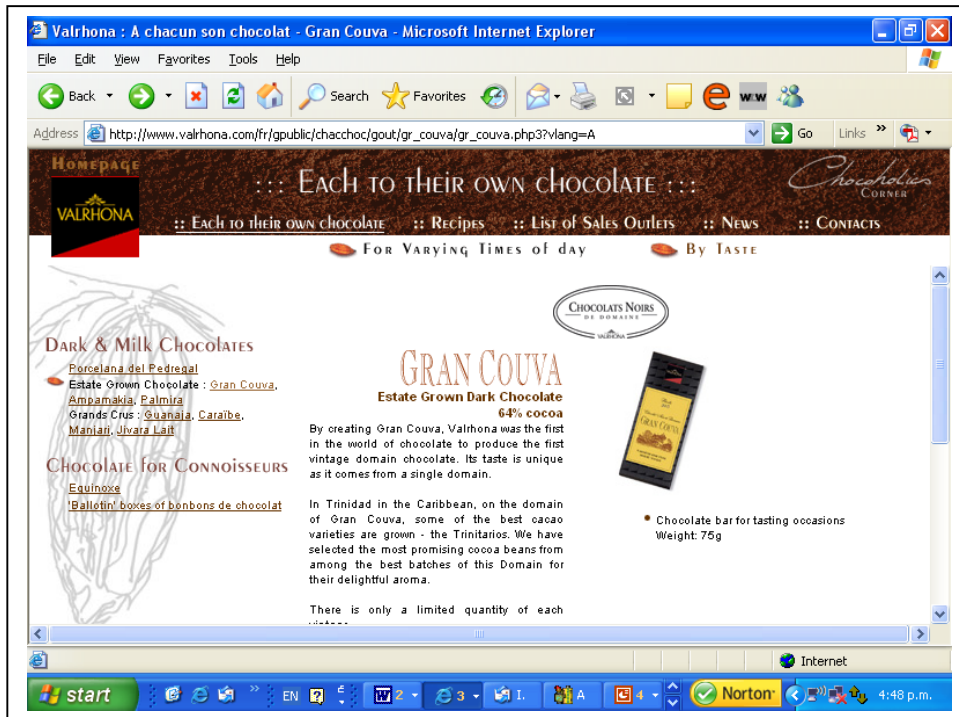 Valrhona : A chacun son chocolat - Gran Couva - Microsoft Internet Explorer
File Edit View Favorites Tools Help
Back Search Favorites
Address http://www.valrhona.com/fr/gpublic/chacchoc/gout/gr_couva/gr_couva.php3?vlang=A Go Links »
Homepage
VALRHONA
::: Each to their own chocolate :::
Chocoholics Corner
:: Each to their own chocolate :: Recipes :: List of Sales Outlets :: News :: Contacts
For Varying Times of day By Taste
Chocolats Noirs
DE DOMAINE
VALRHONA
Dark & Milk Chocolates
Porcelana del Pedregal
Estate Grown Chocolate : Gran Couva,
Ampamakia, Palmira
Grands Crus : Guanaja, Caraïbe,
Manjari, Jivara Lait
Chocolate for Connoisseurs
Equinoxe
'Ballotin' boxes of bonbons de chocolat
Gran Couva
Estate Grown Dark Chocolate
64% cocoa
By creating Gran Couva, Valrhona was the first
in the world of chocolate to produce the first
vintage domain chocolate. Its taste is unique
as it comes from a single domain.
In Trinidad in the Caribbean, on the domain
of Gran Couva, some of the best cacao
varieties are grown - the Trinitarios. We have
selected the most promising cocoa beans from
among the best batches of this Domain for
their delightful aroma.
There is only a limited quantity of each
GRAN COUVA
Chocolate bar for tasting occasions
Weight: 75g
Internet
start » EN 2 3 I. A 4 Norton 4:48 p.m.